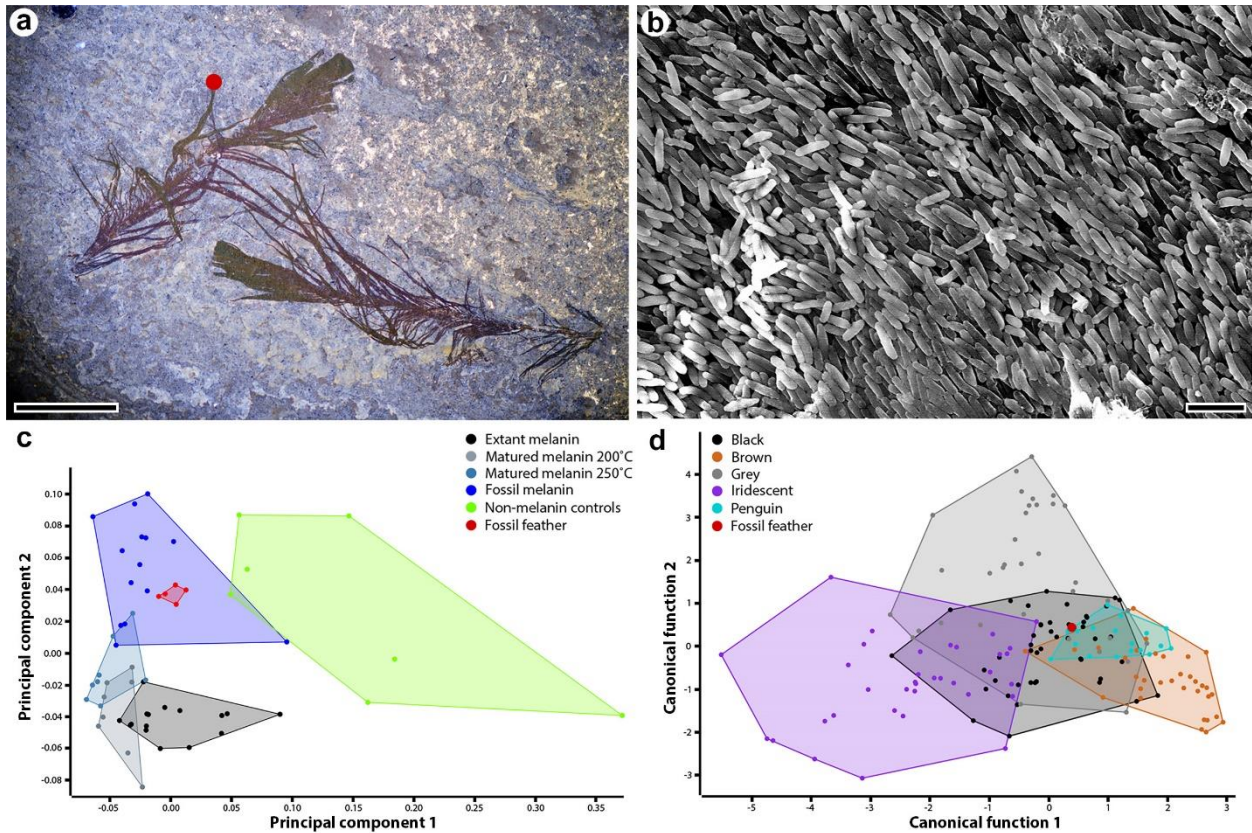 a
b
c
Extant melanin
Matured melanin 200˚C
Matured melanin 250˚C
Fossil melanin
Non-melanin controls
Fossil feather
Principal component 2
0.10
0.08
0.06
0.04
0.02
0.00
-0.02
-0.04
-0.06
-0.08
-0.05
0.00
0.05
0.10
0.15
0.20
0.25
0.30
0.35
Principal component 1
d
Black
Brown
Grey
Iridescent
Penguin
Fossil feather
Canonical function 2
4
3
2
1
0
-1
-2
-3
-5
-4
-3
-2
-1
0
1
2
3
Canonical function 1